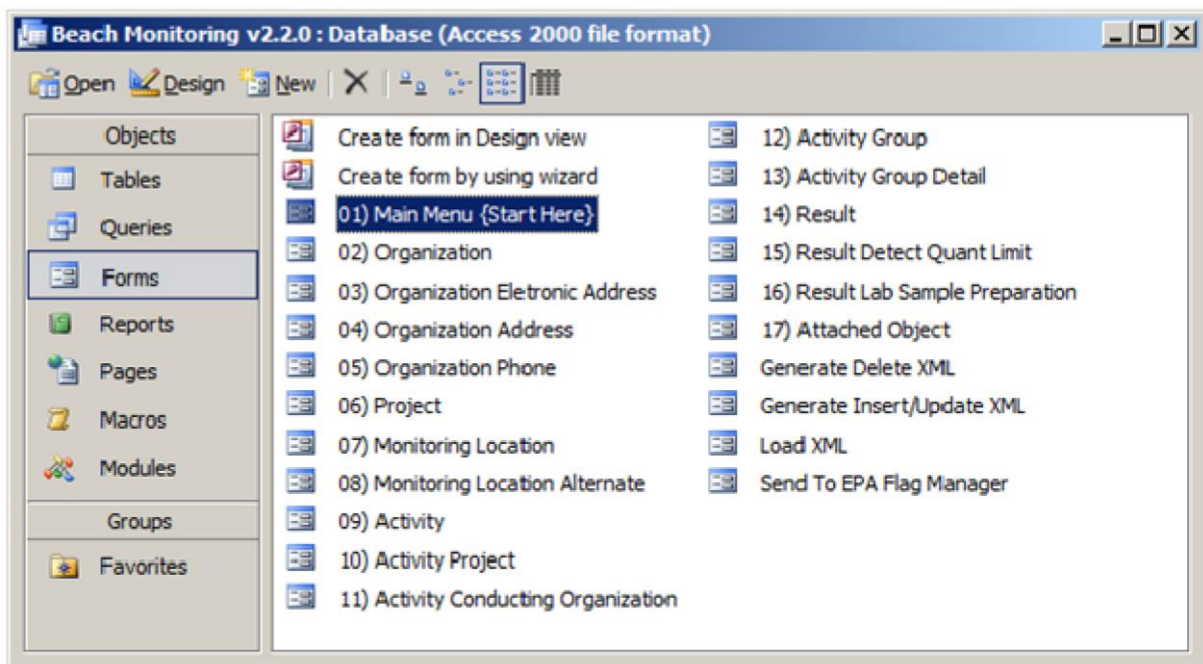 Beach Monitoring v2.2.0 : Database (Access 2000 file format)
Open Design New
Objects
Tables
Queries
Forms
Reports
Pages
Macros
Modules
Groups
Favorites
Create form in Design view
Create form by using wizard
01) Main Menu {Start Here}
02) Organization
03) Organization Eletronic Address
04) Organization Address
05) Organization Phone
06) Project
07) Monitoring Location
08) Monitoring Location Alternate
09) Activity
10) Activity Project
11) Activity Conducting Organization
12) Activity Group
13) Activity Group Detail
14) Result
15) Result Detect Quant Limit
16) Result Lab Sample Preparation
17) Attached Object
Generate Delete XML
Generate Insert/Update XML
Load XML
Send To EPA Flag Manager